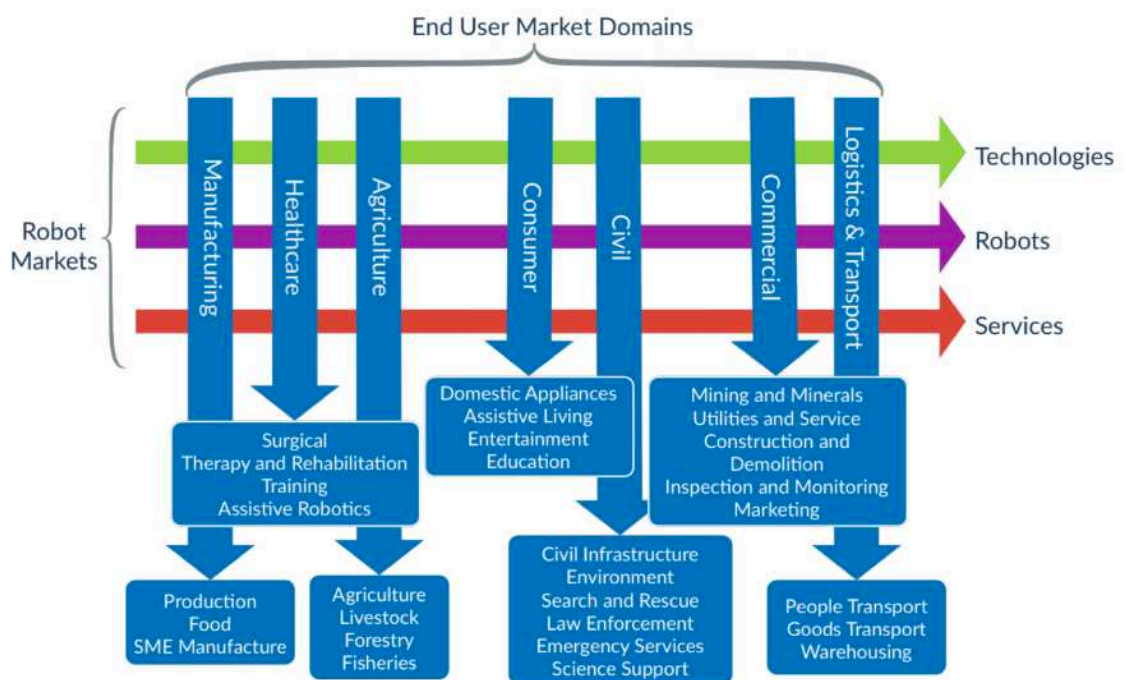 End User Market Domains
Robot
Markets
Manufacturing
Healthcare
Agriculture
Consumer
Civil
Commercial
Logistics & Transport
Technologies
Robots
Services
Surgical
Therapy and Rehabilitation
Training
Assistive Robotics
Domestic Appliances
Assistive Living
Entertainment
Education
Mining and Minerals
Utilities and Service
Construction and
Demolition
Inspection and Monitoring
Marketing
Production
Food
SME Manufacture
Agriculture
Livestock
Forestry
Fisheries
Civil Infrastructure
Environment
Search and Rescue
Law Enforcement
Emergency Services
Science Support
People Transport
Goods Transport
Warehousing